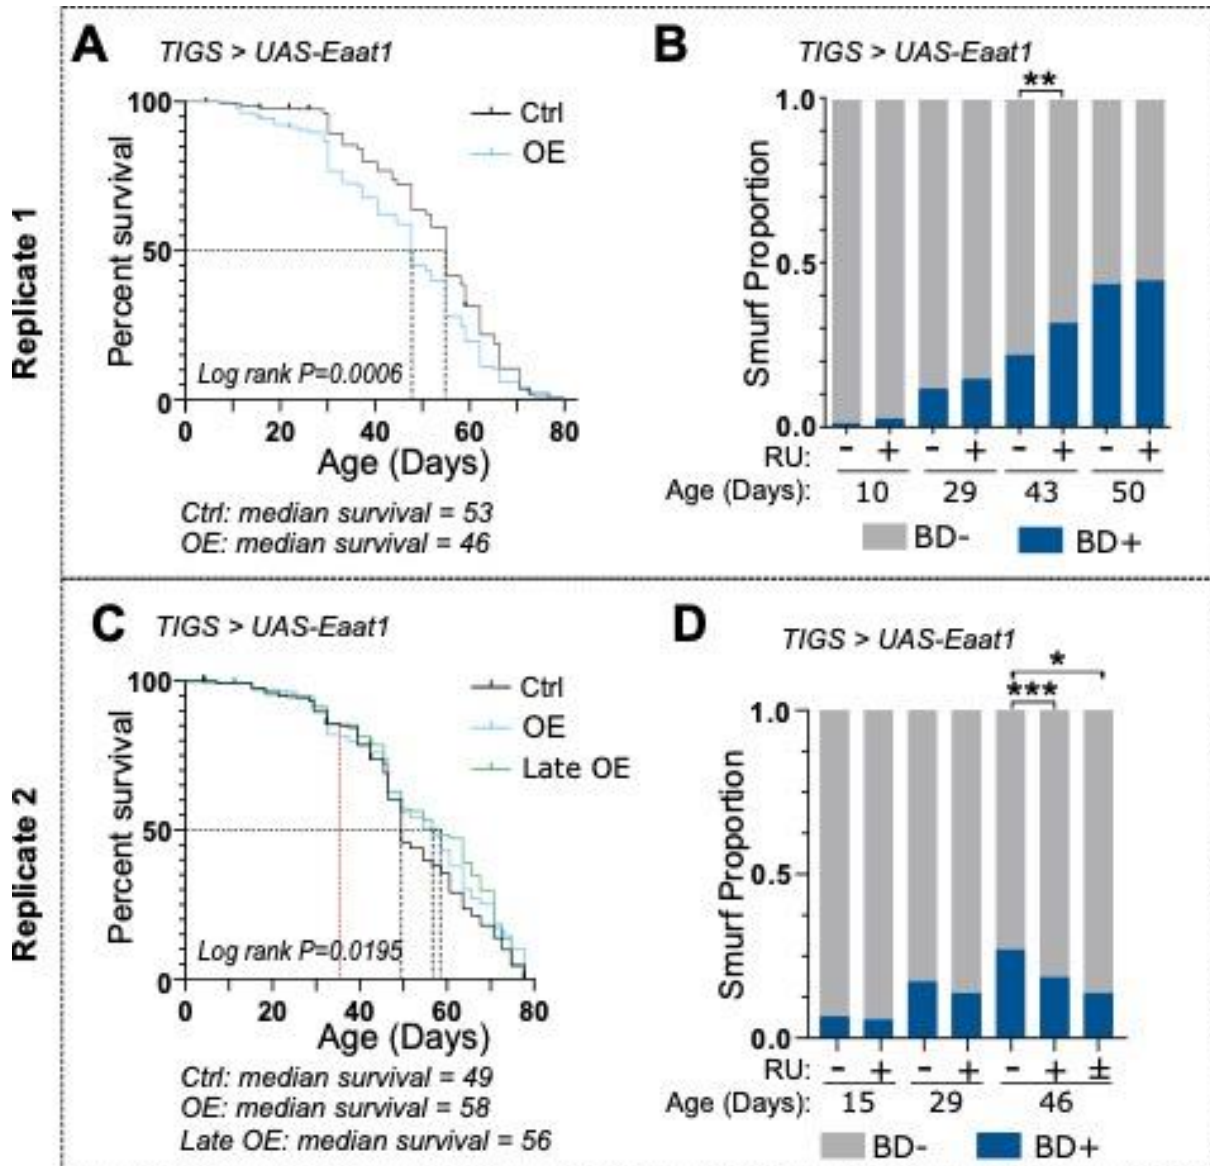 Replicate 1
A
TIGS > UAS-Eaat1
Percent survival
100
50
0
Ctrl
OE
Log rank P=0.0006
0 20 40 60 80
Age (Days)
Ctrl: median survival = 53
OE: median survival = 46
B
TIGS > UAS-Eaat1
**
Smurf Proportion
1.0
0.5
0.0
RU: - + - + - + - +
Age (Days): 10 29 43 50
BD- BD+
Replicate 2
C
TIGS > UAS-Eaat1
Percent survival
100
50
0
Ctrl
OE
Late OE
Log rank P=0.0195
0 20 40 60 80
Age (Days)
Ctrl: median survival = 49
OE: median survival = 58
Late OE: median survival = 56
D
TIGS > UAS-Eaat1
*
***
Smurf Proportion
1.0
0.5
0.0
RU: - + - + - + ±
Age (Days): 15 29 46
BD- BD+